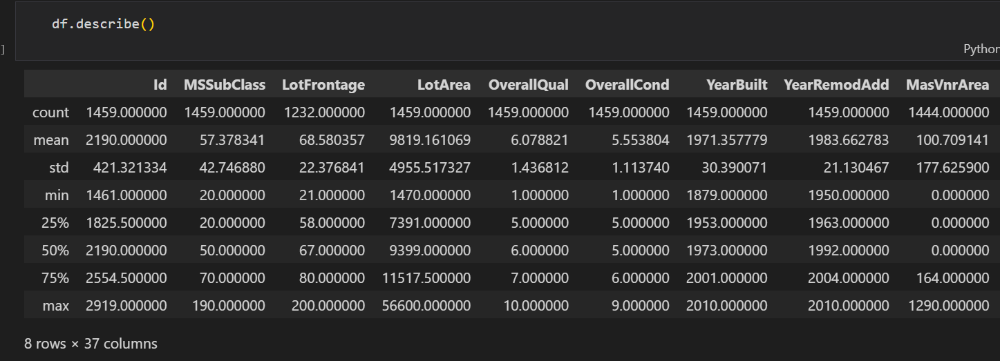 df.describe()
]
Python
Id MSSubClass LotFrontage LotArea OverallQual OverallCond YearBuilt YearRemodAdd MasVnrArea
count 1459.000000 1459.000000 1232.000000 1459.000000 1459.000000 1459.000000 1459.000000 1459.000000 1444.000000
mean 2190.000000 57.378341 68.580357 9819.161069 6.078821 5.553804 1971.357779 1983.662783 100.709141
std 421.321334 42.746880 22.376841 4955.517327 1.436812 1.113740 30.390071 21.130467 177.625900
min 1461.000000 20.000000 21.000000 1470.000000 1.000000 1.000000 1879.000000 1950.000000 0.000000
25% 1825.500000 20.000000 58.000000 7391.000000 5.000000 5.000000 1953.000000 1963.000000 0.000000
50% 2190.000000 50.000000 67.000000 9399.000000 6.000000 5.000000 1973.000000 1992.000000 0.000000
75% 2554.500000 70.000000 80.000000 11517.500000 7.000000 6.000000 2001.000000 2004.000000 164.000000
max 2919.000000 190.000000 200.000000 56600.000000 10.000000 9.000000 2010.000000 2010.000000 1290.000000
8 rows × 37 columns